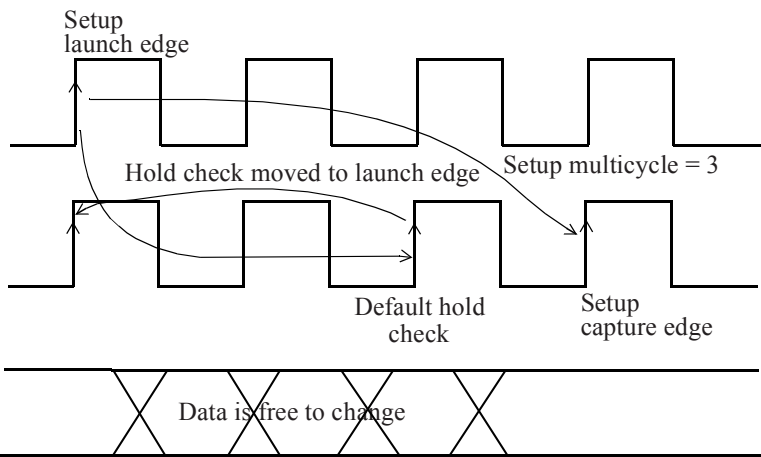 Setup
launch edge
Hold check moved to launch edge
Setup multicycle = 3
Default hold
check
Setup
capture edge
Data is free to change